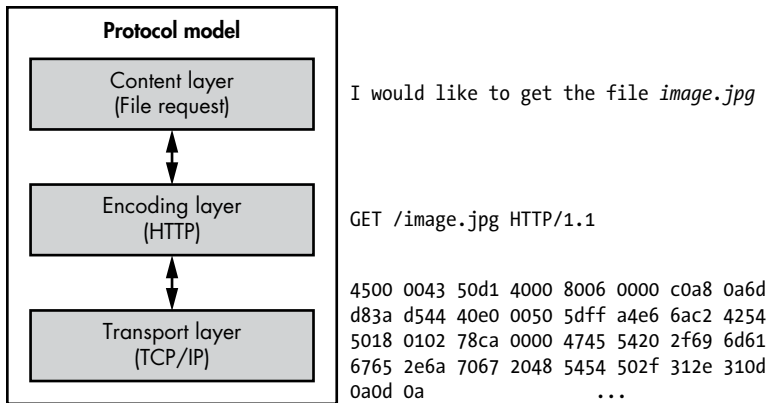 Protocol model
Content layer
(File request)
I would like to get the file image.jpg
Encoding layer
(HTTP)
GET /image.jpg HTTP/1.1
Transport layer
(TCP/IP)
4500 0043 50d1 4000 8006 0000 c0a8 0a6d
d83a d544 40e0 0050 5dff a4e6 6ac2 4254
5018 0102 78ca 0000 4745 5420 2f69 6d61
6765 2e6a 7067 2048 5454 502f 312e 310d
0a0d 0a ...